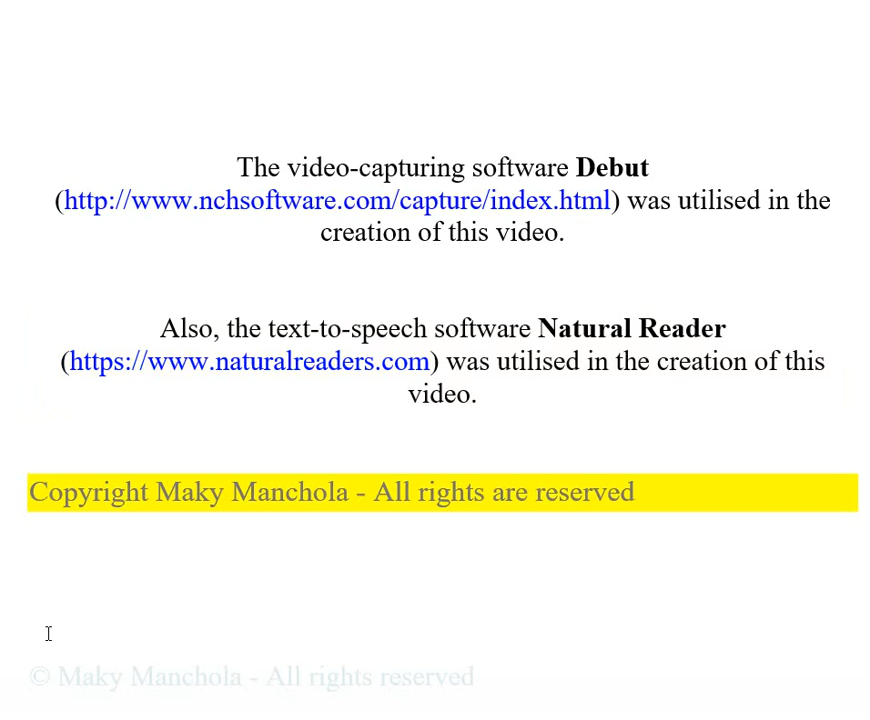 The video-capturing software Debut
(http://www.nchsoftware.com/capture/index.html) was utilised in the
creation of this video.
Also, the text-to-speech software Natural Reader
(https://www.naturalreaders.com) was utilised in the creation of this
video.
Copyright Maky Manchola - All rights are reserved
© Maky Manchola - All rights reserved